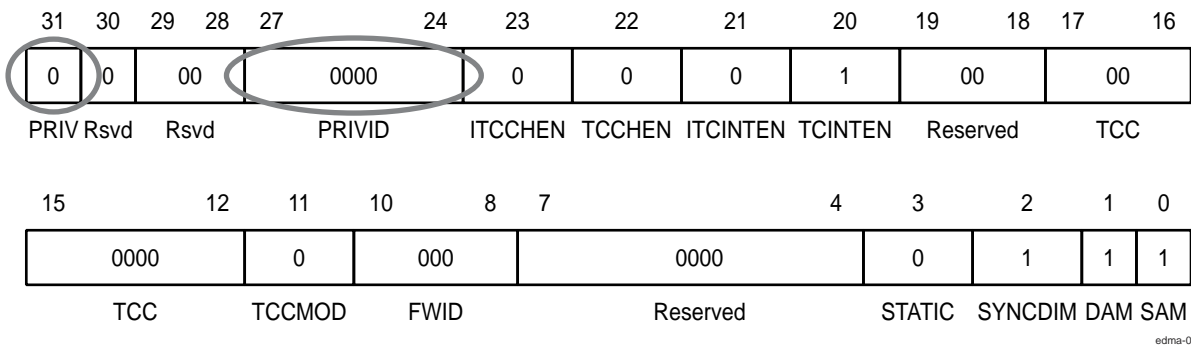 31 30 29 28 27 24 23 22 21 20 19 18 17 16
0 0 00 0000 0 0 0 1 00 00
PRIV Rsvd Rsvd PRIVID ITCCHEN TCCHEN ITCINTEN TCINTEN Reserved TCC
15 12 11 10 8 7 4 3 2 1 0
0000 0 000 0000 0 1 1 1
TCC TCCMOD FWID Reserved STATIC SYNCDIM DAM SAM
edma-0